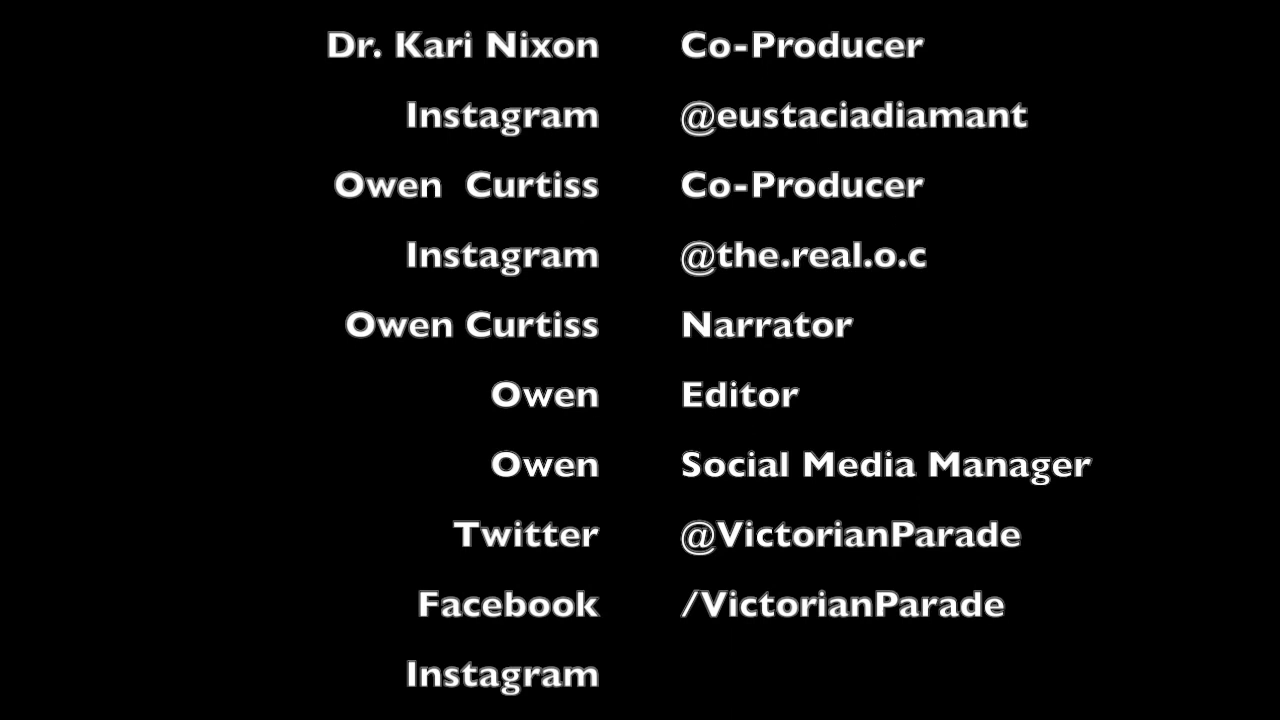 Dr. Kari Nixon Co-Producer
Instagram @eustaciadiamant
Owen  Curtiss Co-Producer
Instagram @the.real.o.c
Owen Curtiss Narrator
Owen Editor
Owen Social Media Manager
Twitter @VictorianParade
Facebook /VictorianParade
Instagram